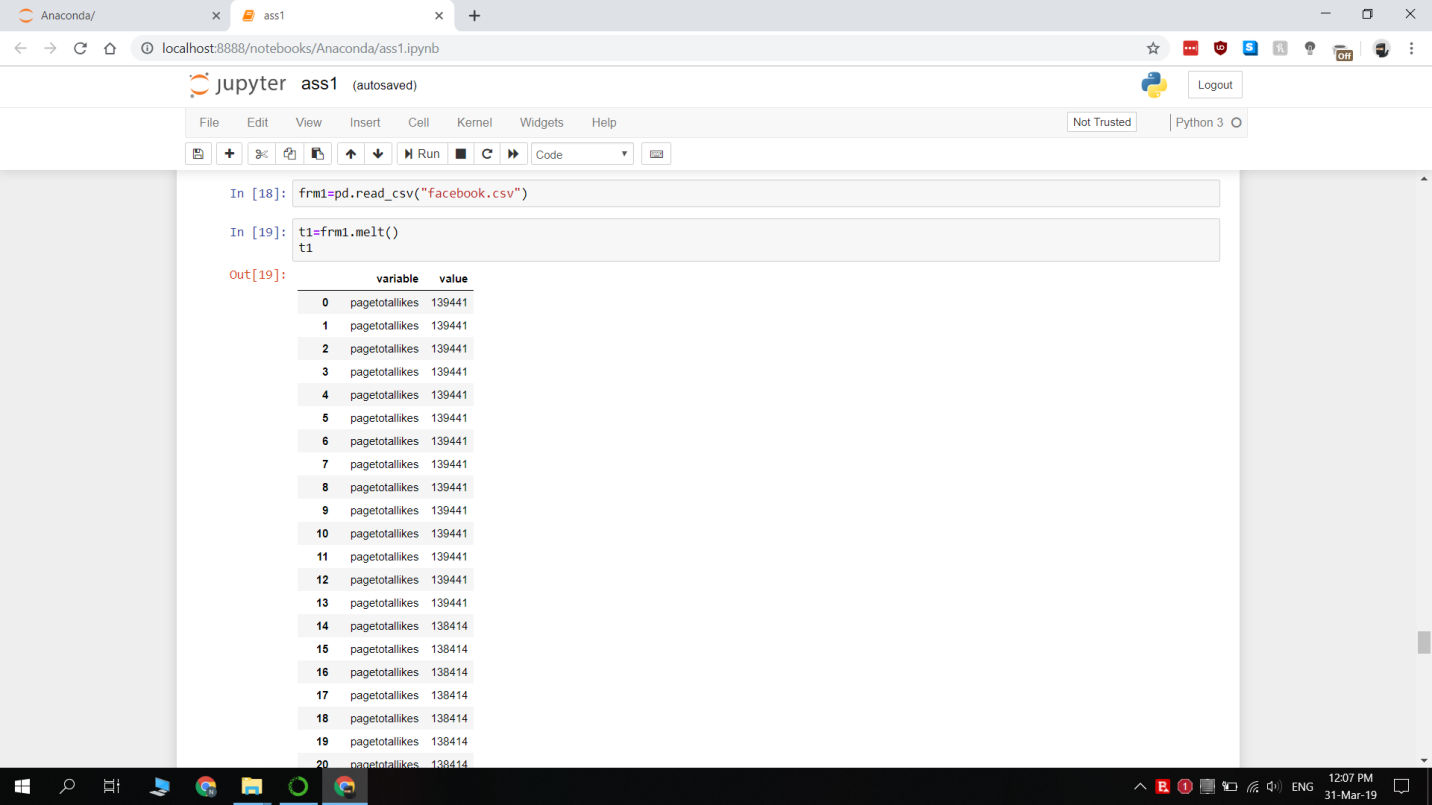 Anaconda/
ass1
localhost:8888/notebooks/Anaconda/ass1.ipynb
Off
jupyter ass1 (autosaved)
Logout
File Edit View Insert Cell Kernel Widgets Help
Not Trusted
Python 3
Run
Code
In [18]: frm1=pd.read_csv("facebook.csv")
In [19]: t1=frm1.melt()
t1
Out[19]:
variable value
0 pagetotallikes 139441
1 pagetotallikes 139441
2 pagetotallikes 139441
3 pagetotallikes 139441
4 pagetotallikes 139441
5 pagetotallikes 139441
6 pagetotallikes 139441
7 pagetotallikes 139441
8 pagetotallikes 139441
9 pagetotallikes 139441
10 pagetotallikes 139441
11 pagetotallikes 139441
12 pagetotallikes 139441
13 pagetotallikes 139441
14 pagetotallikes 138414
15 pagetotallikes 138414
16 pagetotallikes 138414
17 pagetotallikes 138414
18 pagetotallikes 138414
19 pagetotallikes 138414
20 pagetotallikes 138414
ENG
12:07 PM
31-Mar-19